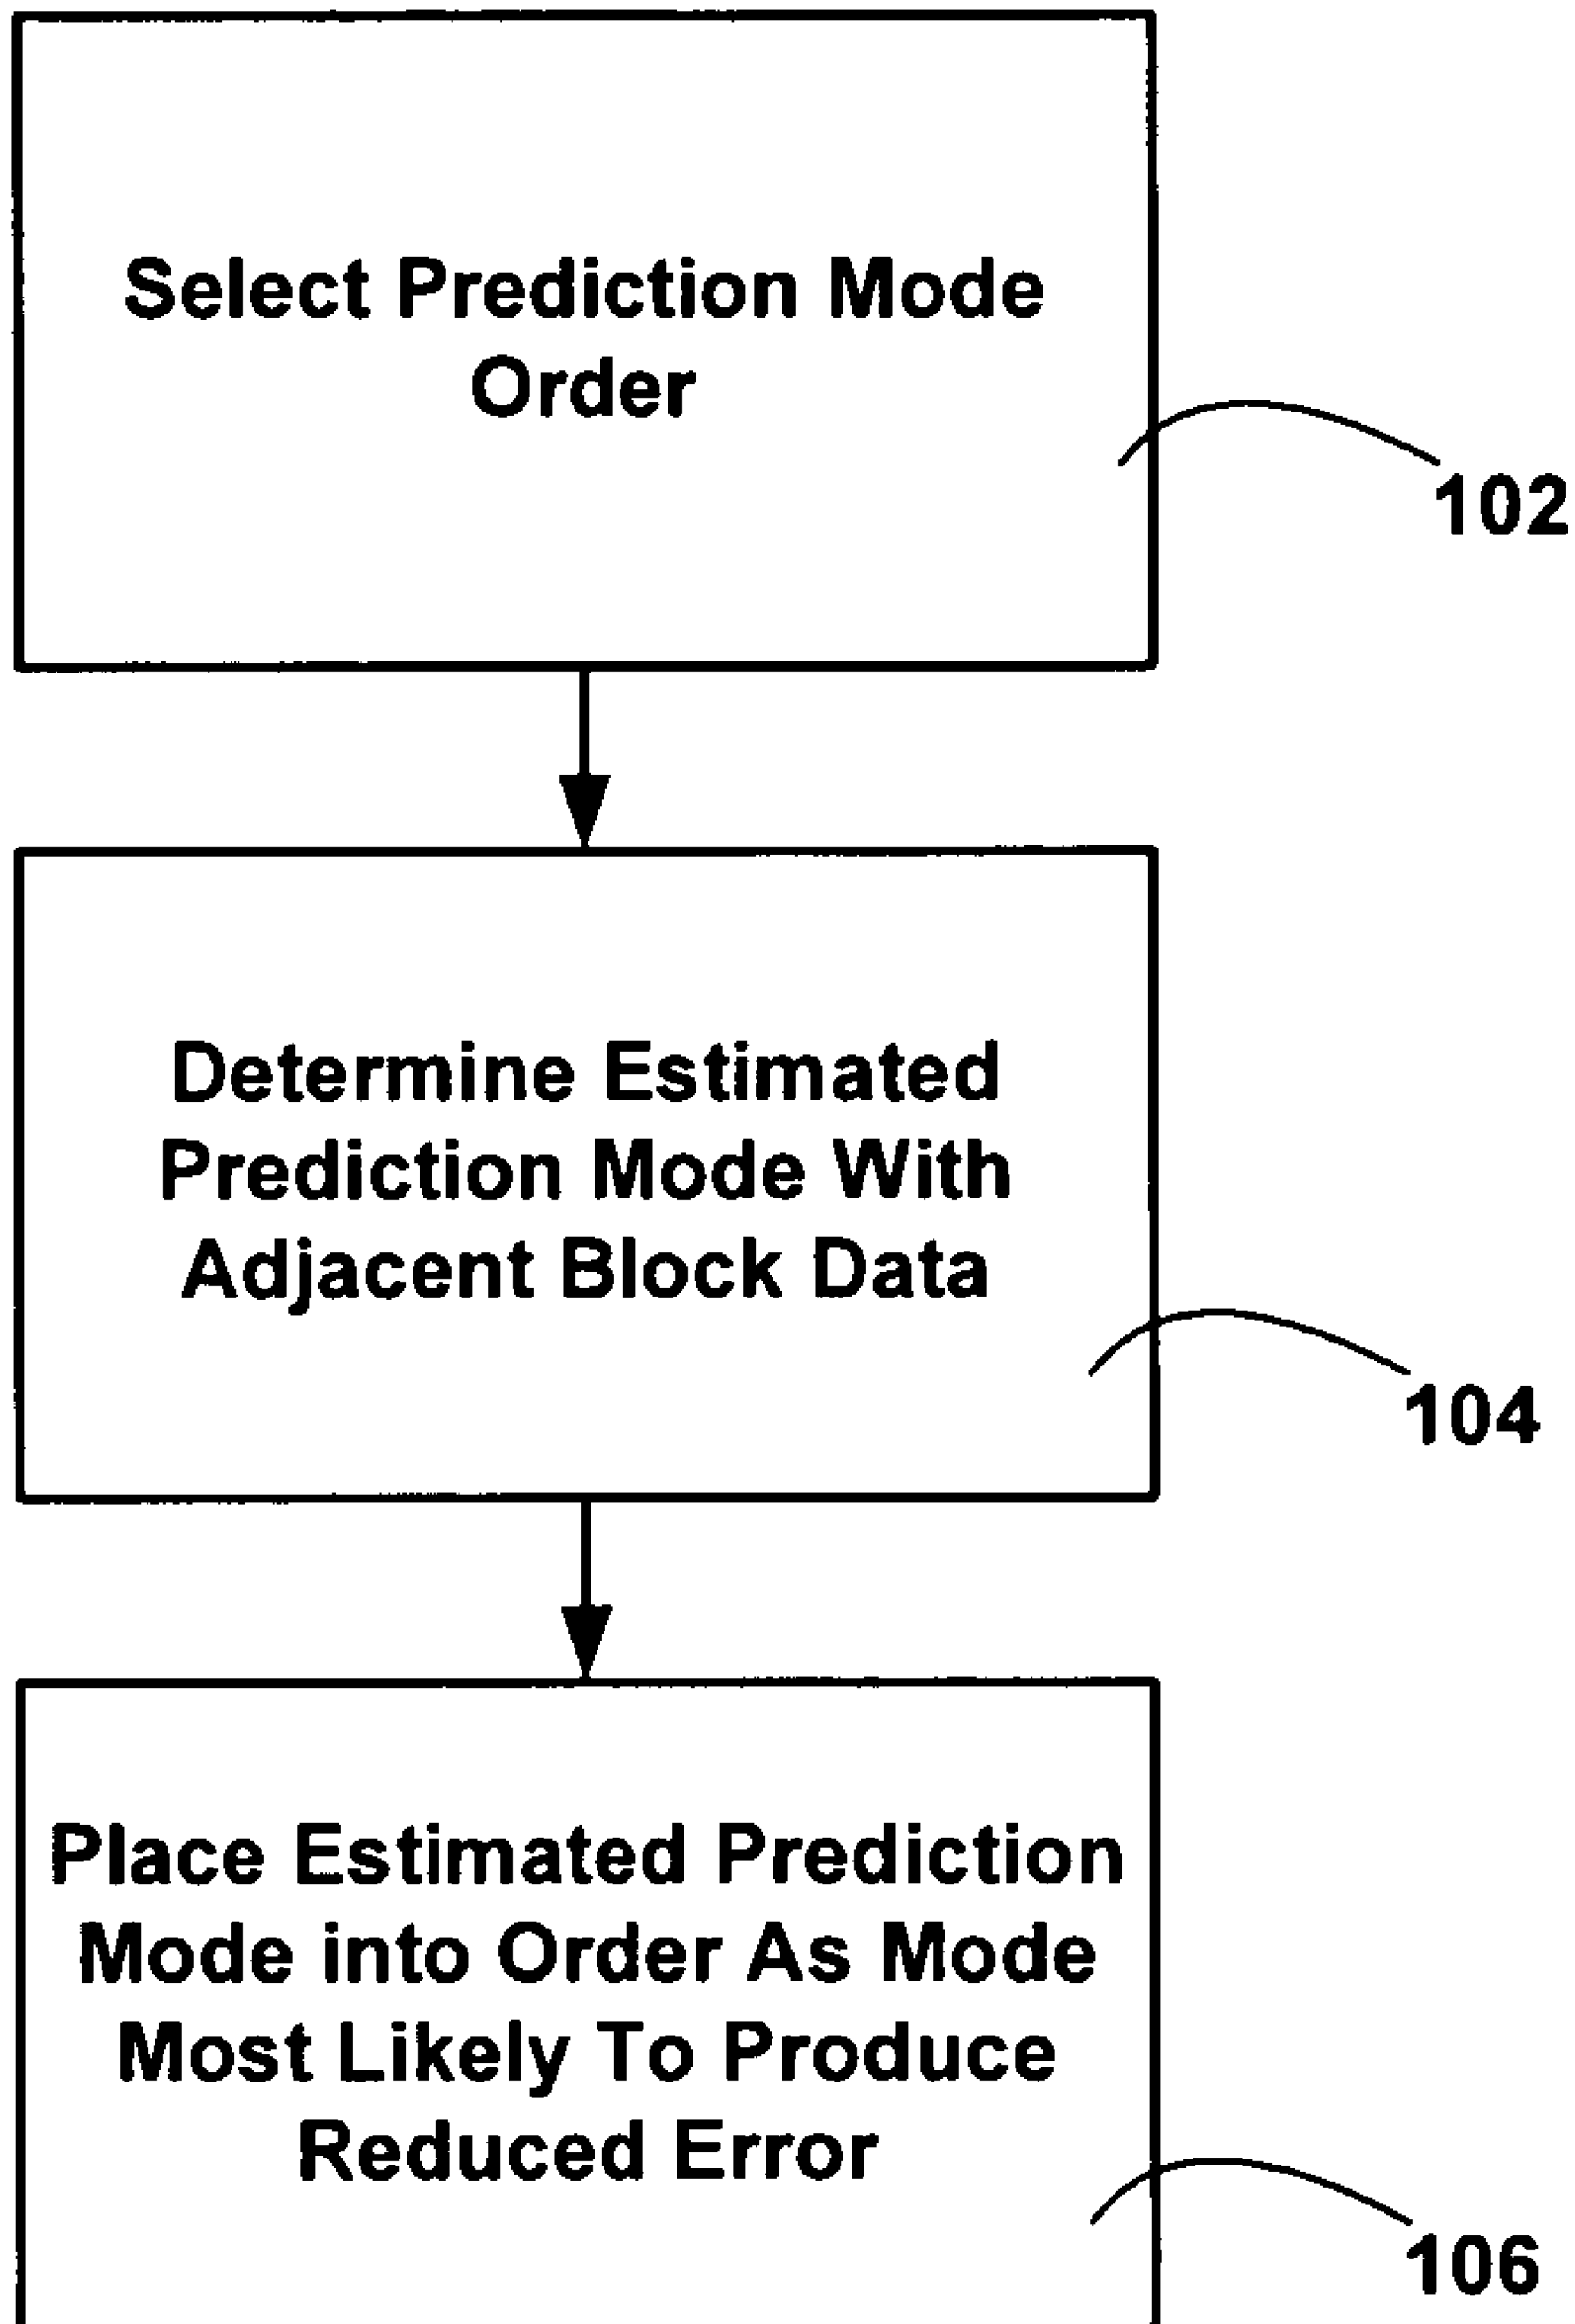 Select Prediction Mode
Order
102
Determine Estimated
Prediction Mode With
Adjacent Block Data
104
Place Estimated Prediction
Mode into Order As Mode
Most Likely To Produce
Reduced Error
106